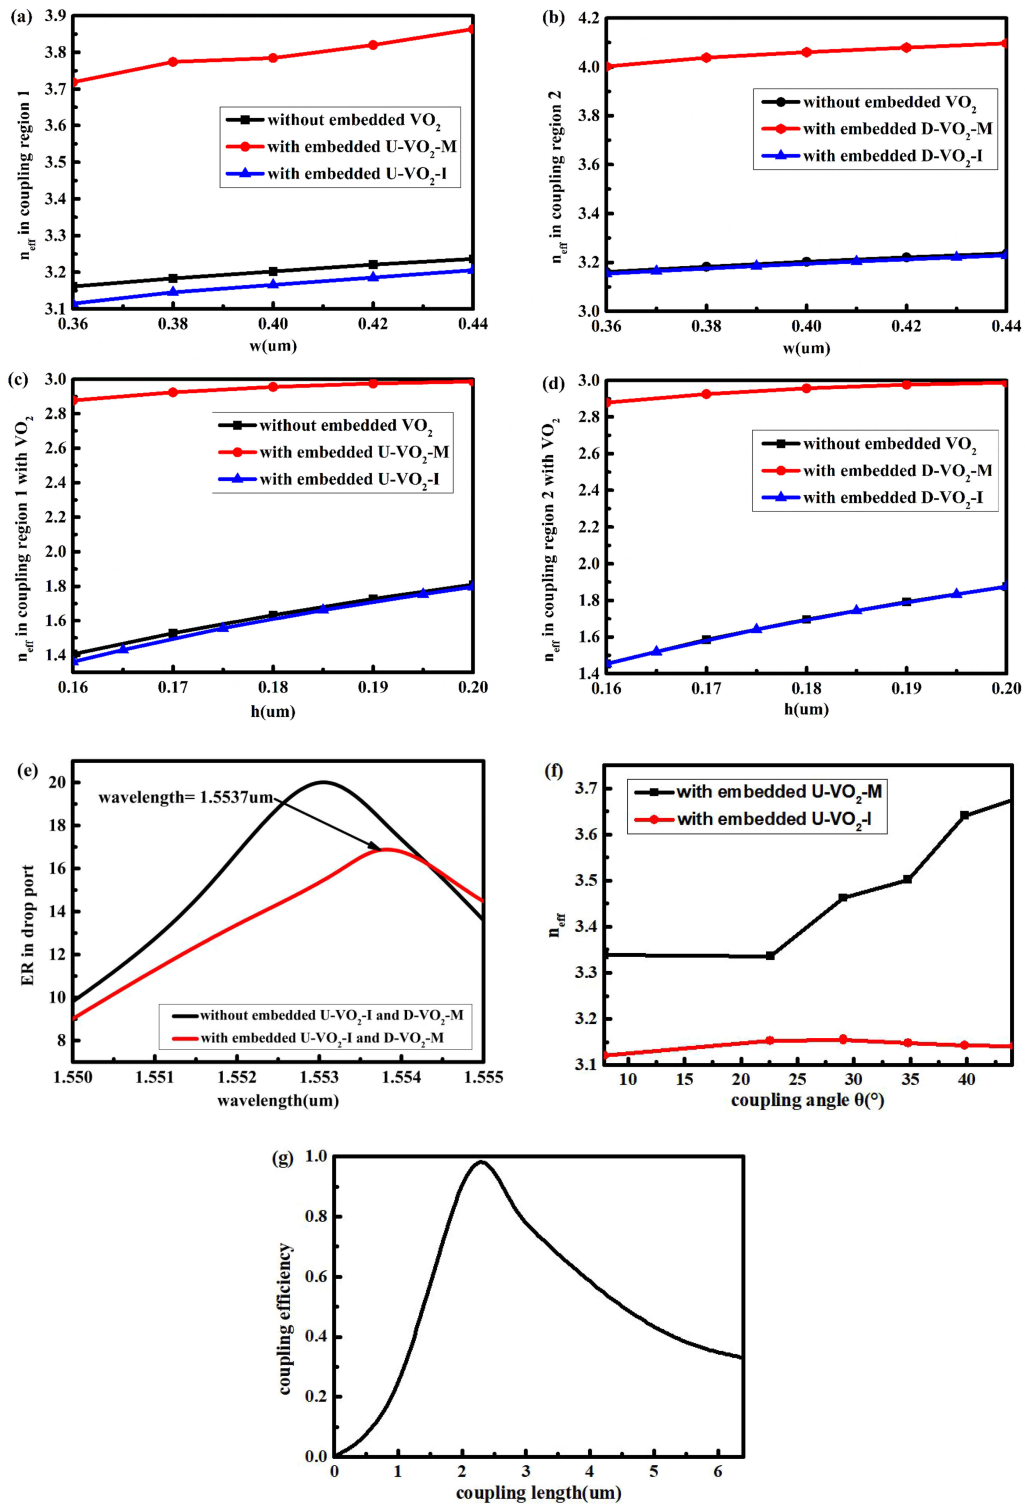 (a)
3.9
3.8
3.7
3.6
3.5
3.4
3.3
3.2
3.1
0.36 0.38 0.40 0.42 0.44
w(um)
n_eff in coupling region 1
without embedded VO₂
with embedded U-VO₂-M
with embedded U-VO₂-I
(b)
4.2
4.0
3.8
3.6
3.4
3.2
3.0
0.36 0.38 0.40 0.42 0.44
w(um)
n_eff in coupling region 2
without embedded VO₂
with embedded D-VO₂-M
with embedded D-VO₂-I
(c)
3.0
2.8
2.6
2.4
2.2
2.0
1.8
1.6
1.4
0.16 0.17 0.18 0.19 0.20
h(um)
n_eff in coupling region 1 with VO₂
without embedded VO₂
with embedded U-VO₂-M
with embedded U-VO₂-I
(d)
3.0
2.8
2.6
2.4
2.2
2.0
1.8
1.6
1.4
0.16 0.17 0.18 0.19 0.20
h(um)
n_eff in coupling region 2 with VO₂
without embedded VO₂
with embedded D-VO₂-M
with embedded D-VO₂-I
(e)
20
18
16
14
12
10
8
1.550 1.551 1.552 1.553 1.554 1.555
wavelength(um)
ER in drop port
wavelength= 1.5537um
without embedded U-VO₂-I and D-VO₂-M
with embedded U-VO₂-I and D-VO₂-M
(f)
3.7
3.6
3.5
3.4
3.3
3.2
3.1
10 15 20 25 30 35 40
coupling angle θ(°)
n_eff
with embedded U-VO₂-M
with embedded U-VO₂-I
(g)
1.0
0.8
0.6
0.4
0.2
0.0
0 1 2 3 4 5 6
coupling length(um)
coupling efficiency